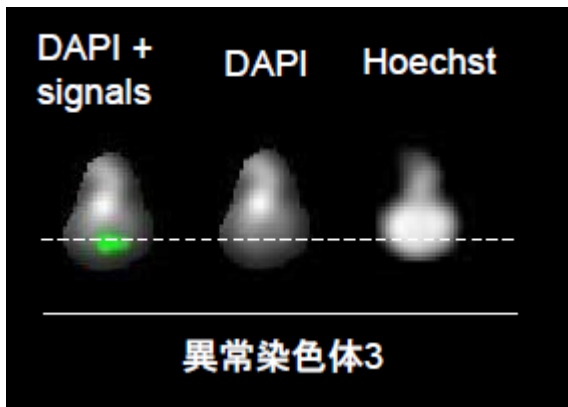 DAPI +
signals
DAPI
Hoechst
異常染色体3